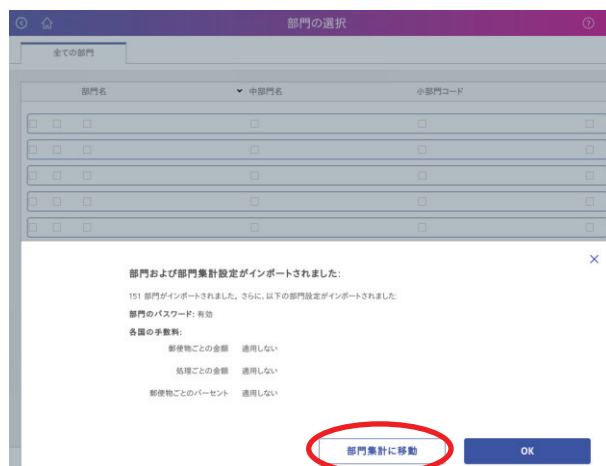 部門の選択
全ての部門
部門名 中部門名 小部門コード
部門および部門集計設定がインポートされました:
151 部門がインポートされました。さらに、以下の部門設定がインポートされました:
部門のパスワード: 有効
各国の手数料:
郵便物ごとの金額 適用しない
処理ごとの金額 適用しない
郵便物ごとのパーセント 適用しない
部門集計に移動 OK